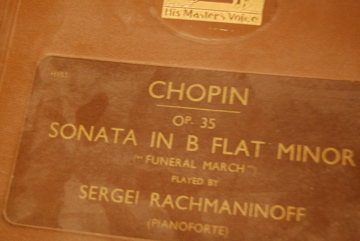 His Master's Voice
CHOPIN
OP. 35
SONATA IN B FLAT MINOR
("FUNERAL MARCH")
PLAYED BY
SERGEI RACHMANINOFF
(PIANOFORTE)